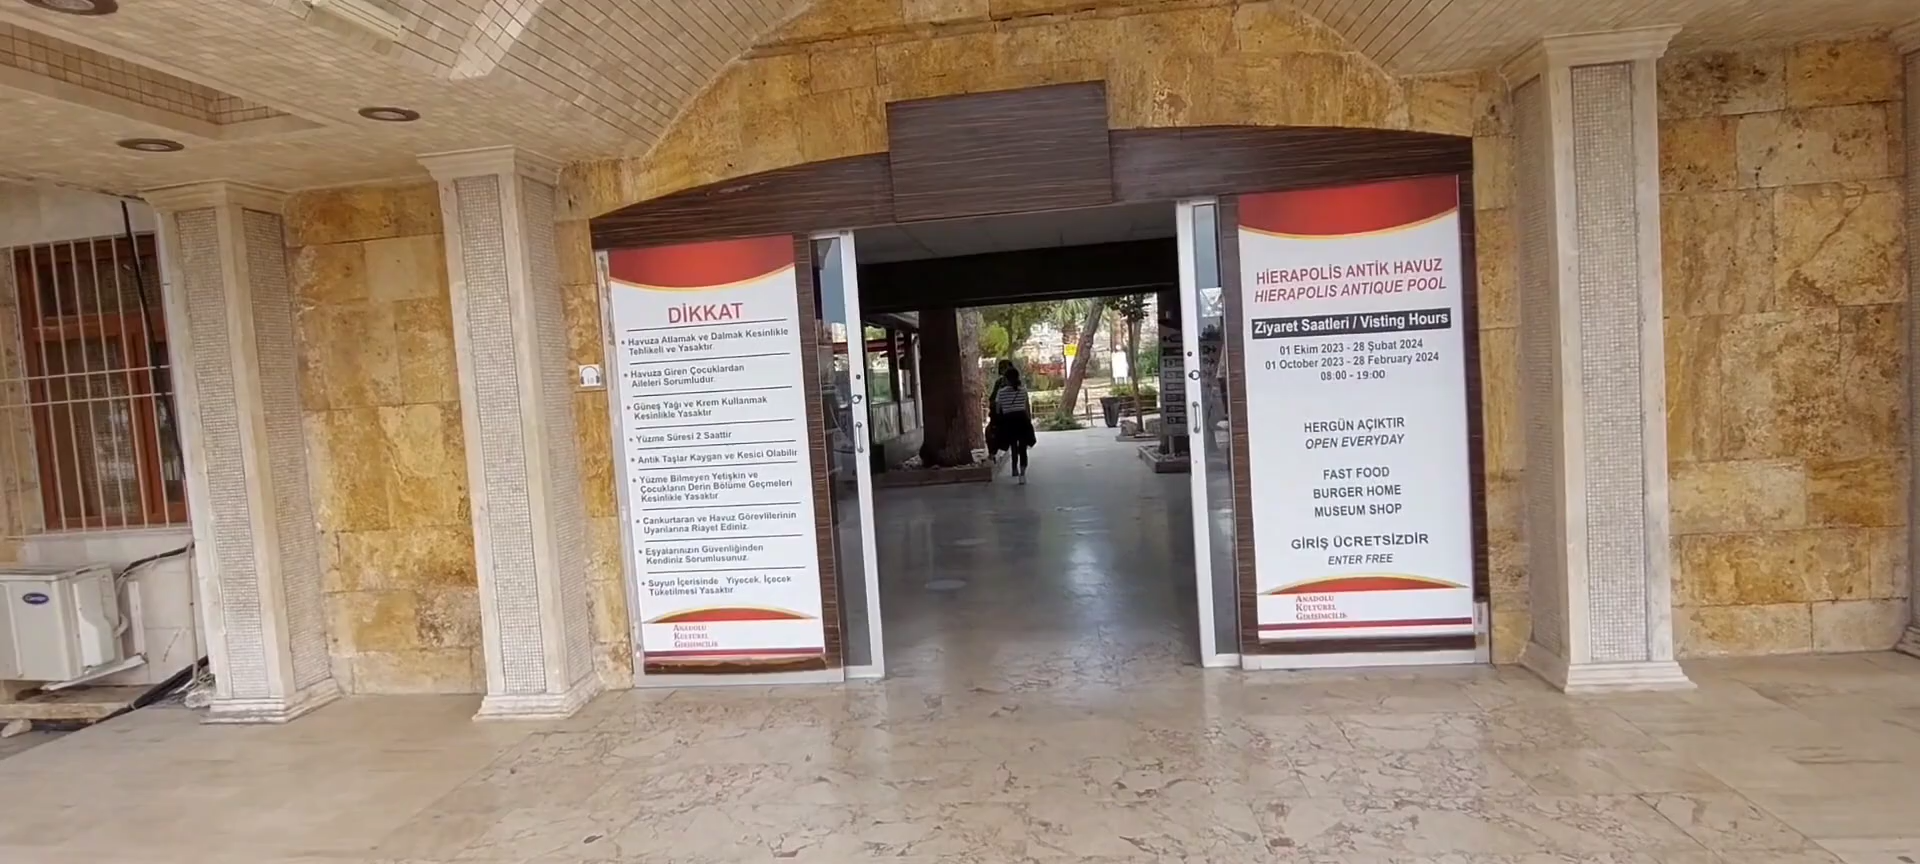 DİKKAT
• Havuza Atlamak ve Dalmak Kesinlikle
Tehlikeli ve Yasaktır.
• Havuza Giren Çocuklardan
Aileleri Sorumludur.
• Güneş Yağı ve Krem Kullanmak
Kesinlikle Yasaktır
• Yüzme Süresi 2 Saattir
• Antik Taşlar Kaygan ve Kesici Olabilir
• Yüzme Bilmeyen Yetişkin ve
Çocukların Derin Bölüme Geçmeleri
Kesinlikle Yasaktır
• Cankurtaran ve Havuz Görevlilerinin
Uyarılarına Riayet Ediniz.
• Eşyalarınızın Güvenliğinden
Kendiniz Sorumlusunuz.
• Suyun İçerisinde Yiyecek, İçecek
Tüketilmesi Yasaktır
ANADOLU
KÜLTÜREL
GİRİŞİMCİLİK
HİERAPOLİS ANTİK HAVUZ
HIERAPOLIS ANTIQUE POOL
Ziyaret Saatleri / Visting Hours
01 Ekim 2023 - 28 Şubat 2024
01 October 2023 - 28 February 2024
08:00 - 19:00
HERGÜN AÇIKTIR
OPEN EVERYDAY
FAST FOOD
BURGER HOME
MUSEUM SHOP
GİRİŞ ÜCRETSİZDİR
ENTER FREE
ANADOLU
KÜLTÜREL
GİRİŞİMCİLİK
Carrier